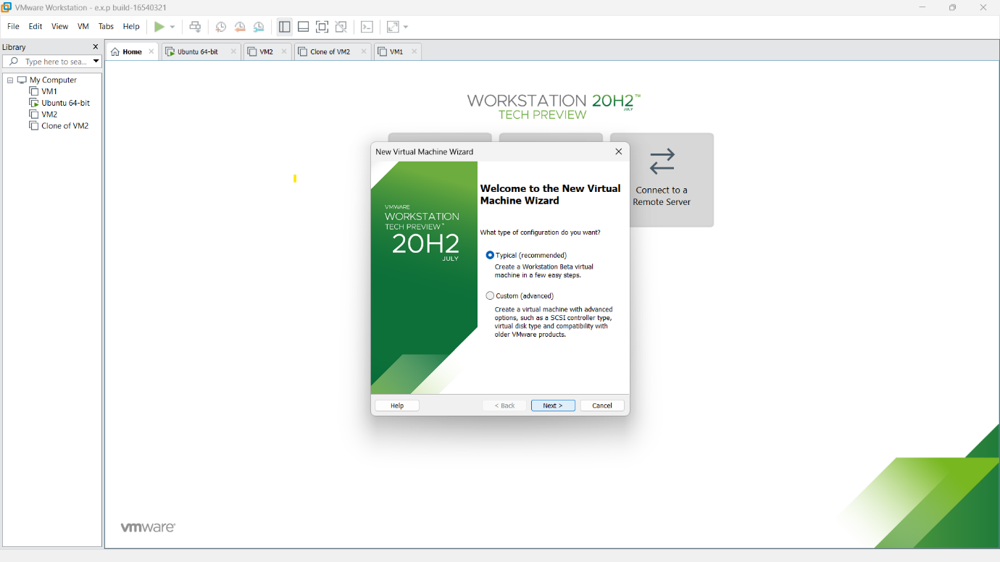 VMware Workstation - e.x.p build-16540321
File Edit View VM Tabs Help
Library
Type here to sea...
Home
Ubuntu 64-bit
VM2
Clone of VM2
VM1
My Computer
VM1
Ubuntu 64-bit
VM2
Clone of VM2
WORKSTATION 20H2™
JULY
TECH PREVIEW
Connect to a
Remote Server
New Virtual Machine Wizard
VMWARE
WORKSTATION
TECH PREVIEW™
20H2
JULY
Welcome to the New Virtual
Machine Wizard
What type of configuration do you want?
Typical (recommended)
Create a Workstation Beta virtual
machine in a few easy steps.
Custom (advanced)
Create a virtual machine with advanced
options, such as a SCSI controller type,
virtual disk type and compatibility with
older VMware products.
Help
< Back
Next >
Cancel
vmware®